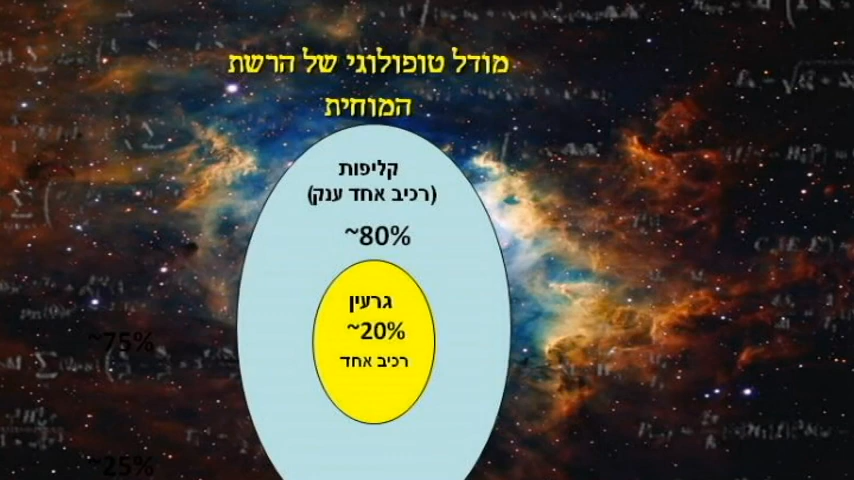 מודל טופולוגי של הרשת
המוחית
קליפות
(רכיב אחד ענק)
~80%
גרעין
~20%
רכיב אחד
~75%
~25%